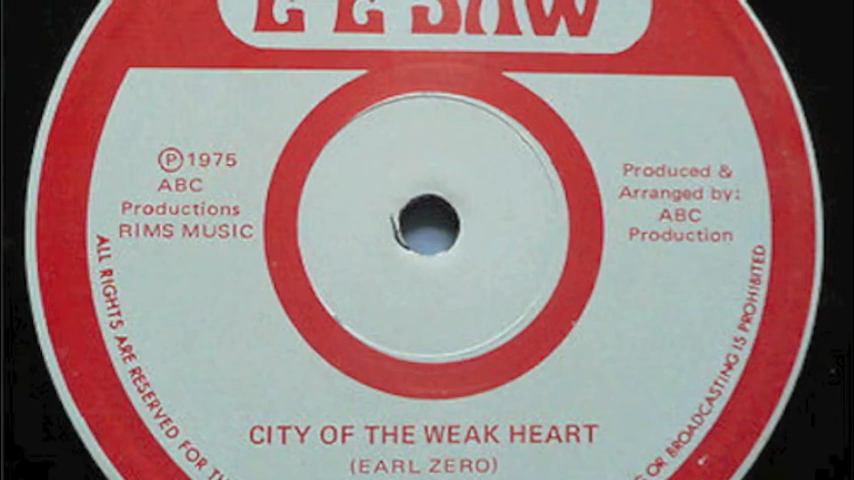 Ⓟ1975
ABC
Productions
RIMS MUSIC
Produced &
Arranged by:
ABC
Production
CITY OF THE WEAK HEART
(EARL ZERO)
ALL RIGHTS ARE RESERVED FOR
OR BROADCASTING IS PROHIBITED